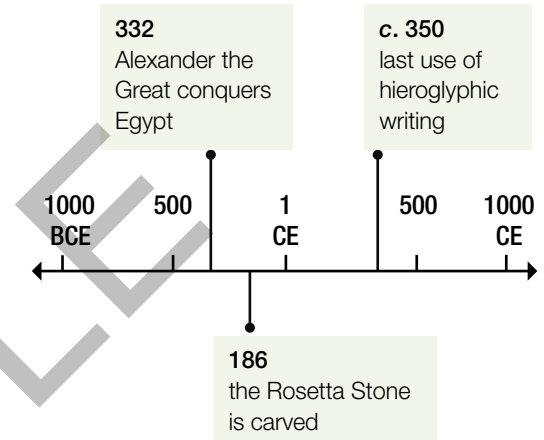 332
Alexander the
Great conquers
Egypt
c. 350
last use of
hieroglyphic
writing
1000 500 1 500 1000
BCE CE CE
186
the Rosetta Stone
is carved